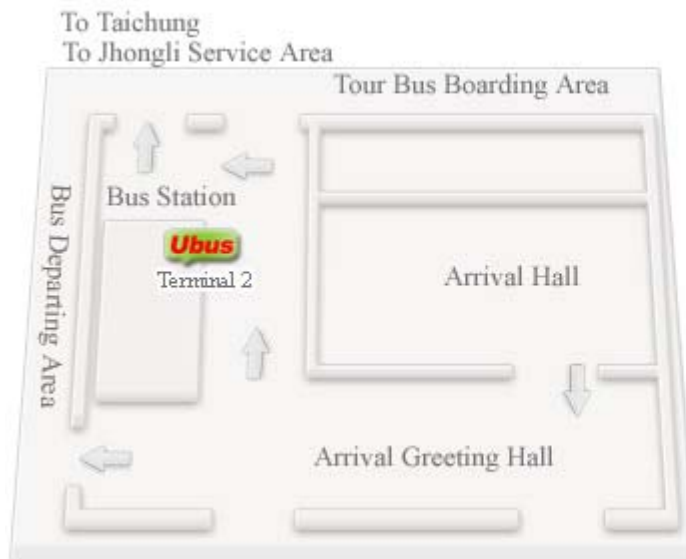 To Taichung
To Jhongli Service Area
Tour Bus Boarding Area
Bus Station
Bus Departing Area
Ubus
Terminal 2
Arrival Hall
Arrival Greeting Hall